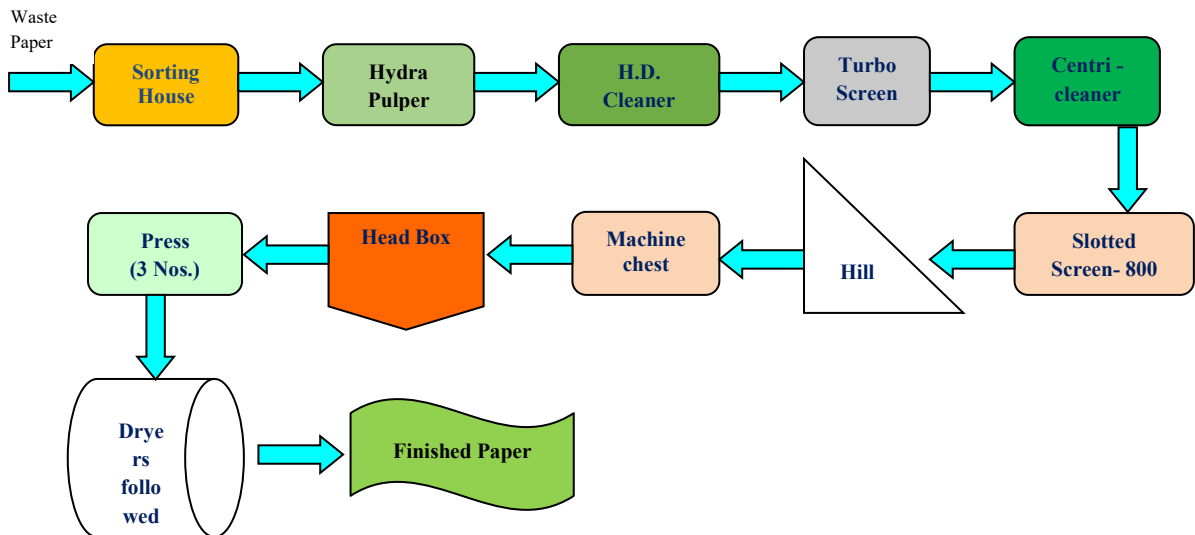 Waste
Paper
Sorting
House
Hydra
Pulper
H.D.
Cleaner
Turbo
Screen
Centri -
cleaner
Press
(3 Nos.)
Head Box
Machine
chest
Hill
Slotted
Screen- 800
Drye
rs
follo
wed
Finished Paper